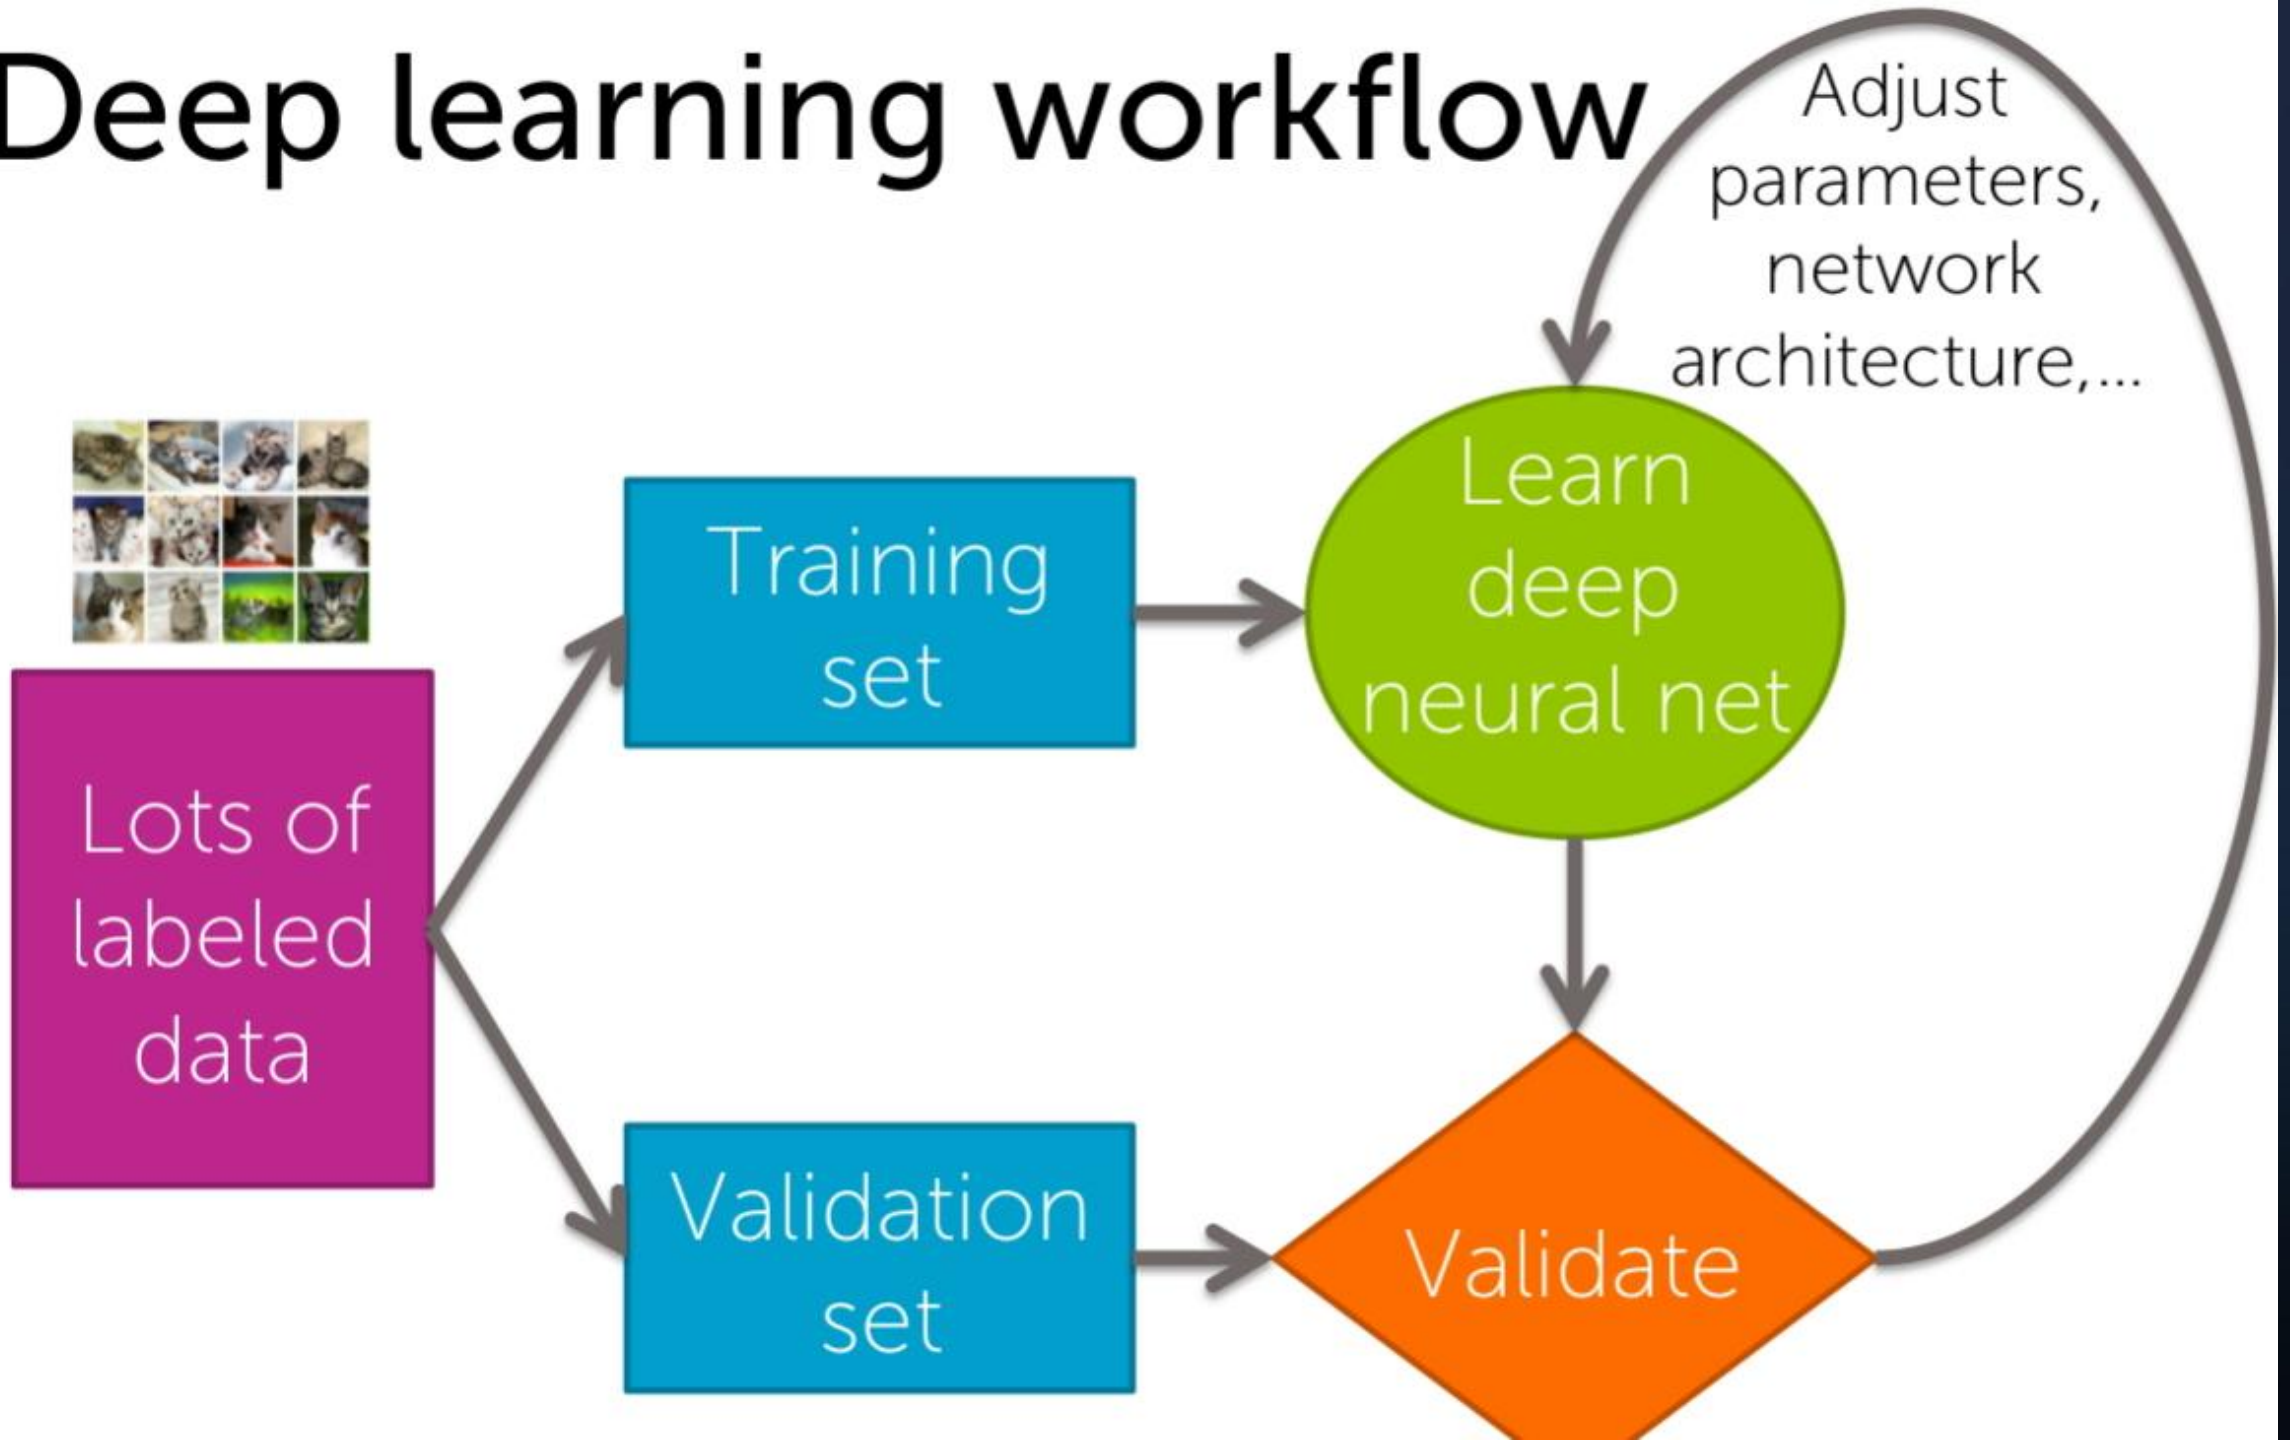 Deep learning workflow
Adjust
parameters,
network
architecture,...
Lots of
labeled
data
Training
set
Learn
deep
neural net
Validation
set
Validate